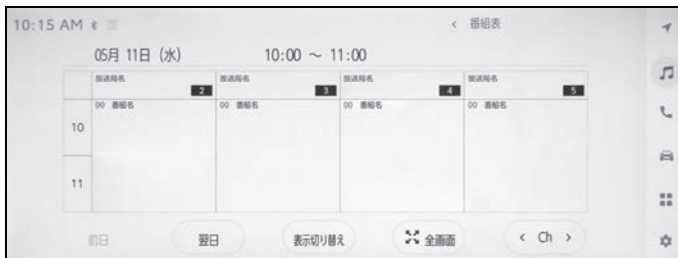 10:15 AM
< 番組表
05月 11日 (水) 10:00 ～ 11:00
放送局名 放送局名 放送局名 放送局名
2 3 4 5
00 番組名 00 番組名 00 番組名 00 番組名
10
11
前日 翌日 表示切り替え 全画面 < Ch >